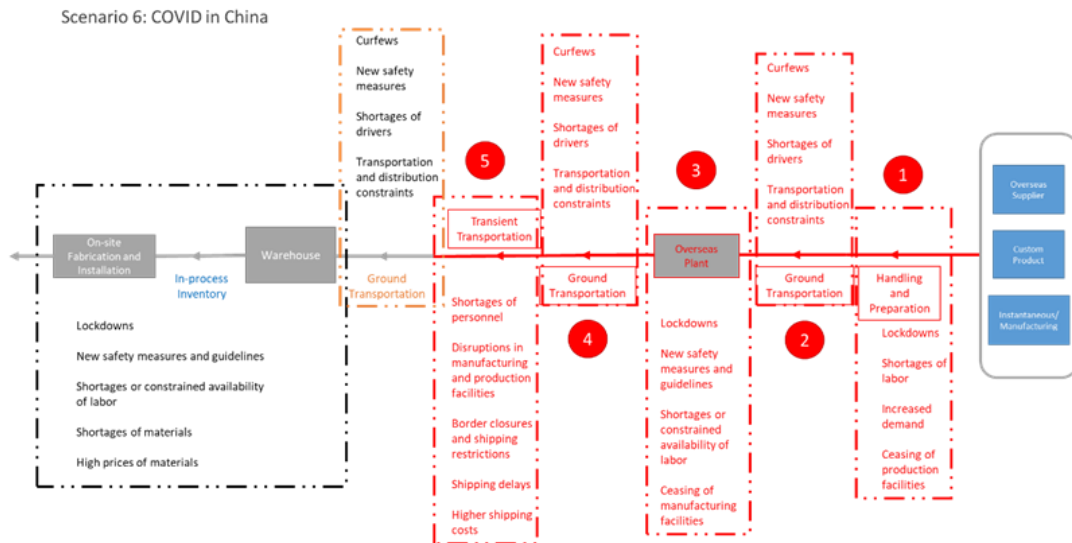 Scenario 6: COVID in China
Curfews
New safety
measures
Shortages of
drivers
Transportation
and distribution
constraints
Curfews
New safety
measures
Shortages of
drivers
Transportation
and distribution
constraints
Curfews
New safety
measures
Shortages of
drivers
Transportation
and distribution
constraints
5
3
1
Overseas
Supplier
Custom
Product
Instantaneous/
Manufacturing
On-site
Fabrication and
Installation
In-process
Inventory
Warehouse
Ground
Transportation
Transient
Transportation
Ground
Transportation
Overseas
Plant
Ground
Transportation
Handling
and
Preparation
4
2
Lockdowns
New safety measures and guidelines
Shortages or constrained availability
of labor
Shortages of materials
High prices of materials
Shortages of
personnel
Disruptions in
manufacturing
and production
facilities
Border closures
and shipping
restrictions
Shipping delays
Higher shipping
costs
Lockdowns
New safety
measures and
guidelines
Shortages or
constrained
availability of
labor
Ceasing of
manufacturing
facilities
Lockdowns
Shortages of
labor
Increased
demand
Ceasing of
production
facilities